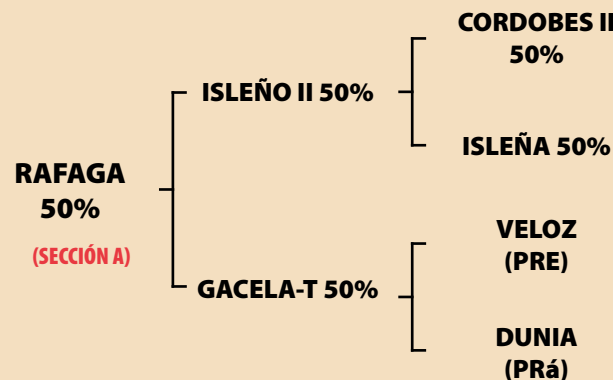 RAFAGA
50%
(SECCIÓN A)
ISLEÑO II 50%
GACELA-T 50%
CORDOBES II
50%
ISLEÑA 50%
VELOZ
(PRE)
DUNIA
(PRá)